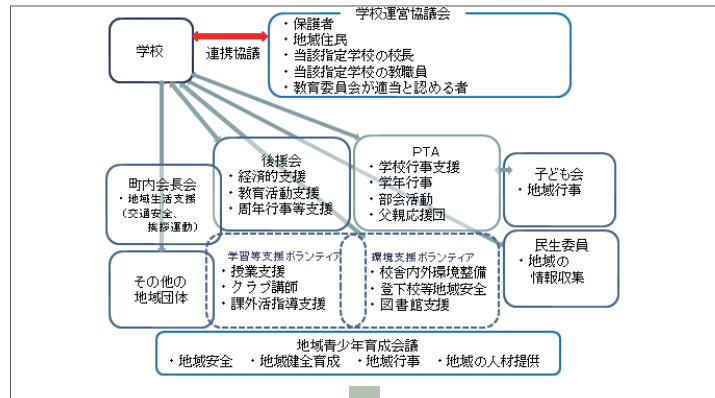 学校運営協議会
・保護者
・地域住民
・当該指定学校の校長
・当該指定学校の教職員
・教育委員会が適当と認める者
学校
連携協議
後援会
・経済的支援
・教育活動支援
・周年行事等支援
PTA
・学校行事支援
・学年行事
・部会活動
・父親応援団
子ども会
・地域行事
町内会長会
・地域生活支援
（交通安全、
挨拶運動）
民生委員
・地域の
情報収集
その他の
地域団体
学習等支援ボランティア
・授業支援
・クラブ講師
・課外活指導支援
環境支援ボランティア
・校舎内外環境整備
・登下校等地域安全
・図書館支援
地域青少年育成会議
・地域安全　・地域健全育成　・地域行事　・地域の人材提供